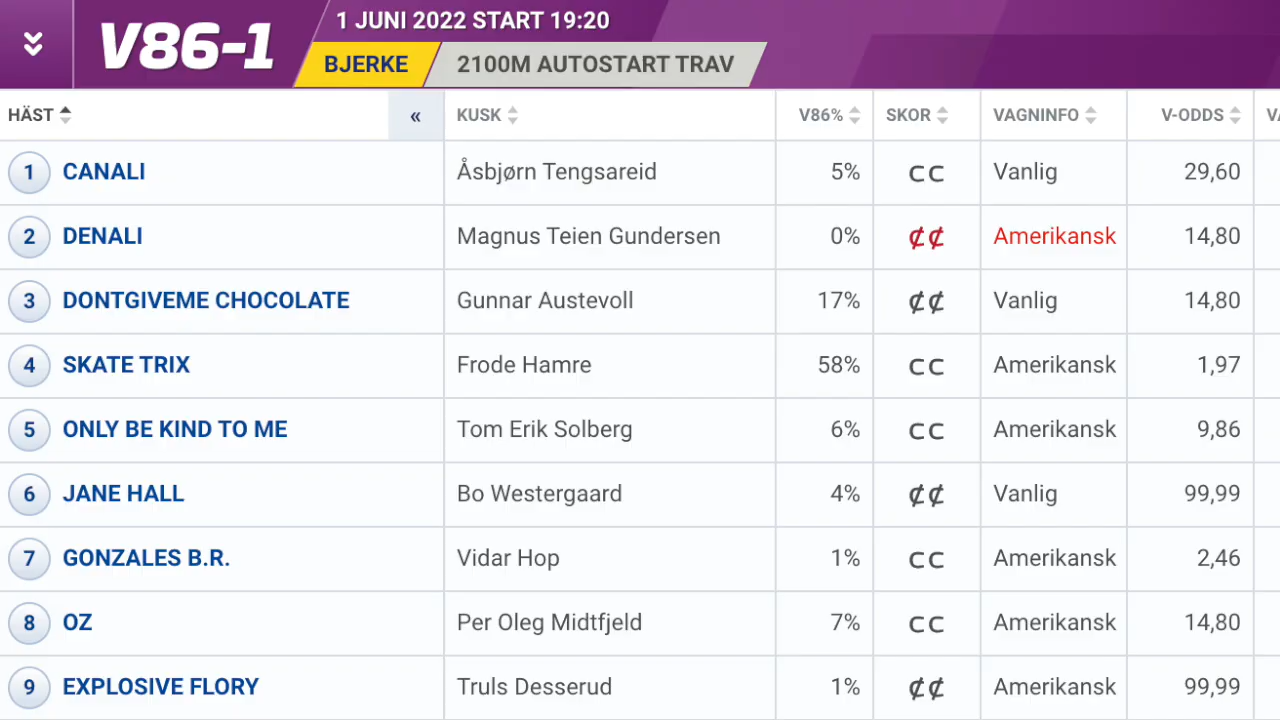 V86-1
1 JUNI 2022 START 19:20
BJERKE 2100M AUTOSTART TRAV
HÄST « KUSK V86% SKOR VAGNINFO V-ODDS
1 CANALI Åsbjørn Tengsareid 5% C C Vanlig 29,60
2 DENALI Magnus Teien Gundersen 0% ¢ ¢ Amerikansk 14,80
3 DONTGIVEME CHOCOLATE Gunnar Austevoll 17% ¢ ¢ Vanlig 14,80
4 SKATE TRIX Frode Hamre 58% C C Amerikansk 1,97
5 ONLY BE KIND TO ME Tom Erik Solberg 6% C C Amerikansk 9,86
6 JANE HALL Bo Westergaard 4% ¢ ¢ Vanlig 99,99
7 GONZALES B.R. Vidar Hop 1% C C Amerikansk 2,46
8 OZ Per Oleg Midtfjeld 7% C C Amerikansk 14,80
9 EXPLOSIVE FLORY Truls Desserud 1% ¢ ¢ Amerikansk 99,99